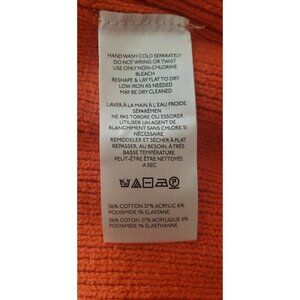 HAND WASH COLD SEPARATELY
DO NOT WRING OR TWIST
USE ONLY NON-CHLORINE
BLEACH
RESHAPE & LAY FLAT TO DRY
LOW IRON AS NEEDED
MAY BE DRY CLEANED
LAVER À LA MAIN À L'EAU FROIDE
SÉPARÉMEN
NE PAS TORDRE OU ESSORER
UTILISER UN AGENT DE
BLANCHIMENT SANS CHLORE SI
NÉCESSAIRE
REMODELER ET SÉCHER À PLAT
REPASSER, AU BESOIN, À TRÈS
BASSE TEMPÉRATURE
PEUT-ÊTRE ÊTRE NETTOYÉE
A SEC
56% COTTON 37% ACRYLIC 6%
POLYAMIDE 1% ELASTANE
56% COTTON 37% ACRYLIQUE 6%
POLYAMIDE 1% ÉLASTHANNE